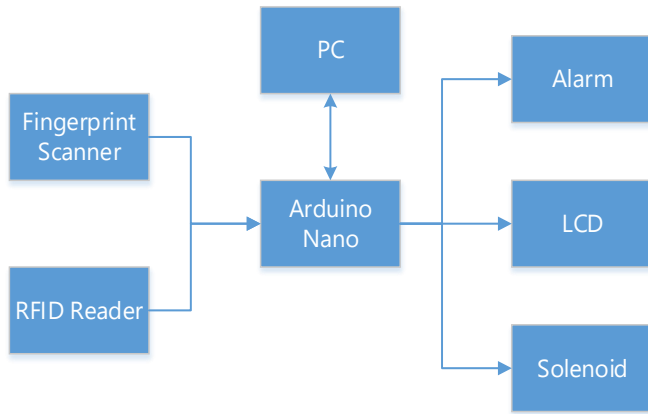 PC
Alarm
Fingerprint
Scanner
Arduino
Nano
LCD
RFID Reader
Solenoid